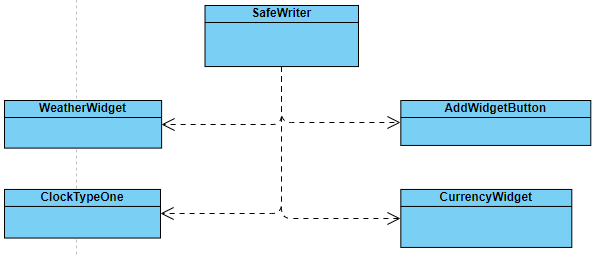 SafeWriter
WeatherWidget
AddWidgetButton
ClockTypeOne
CurrencyWidget